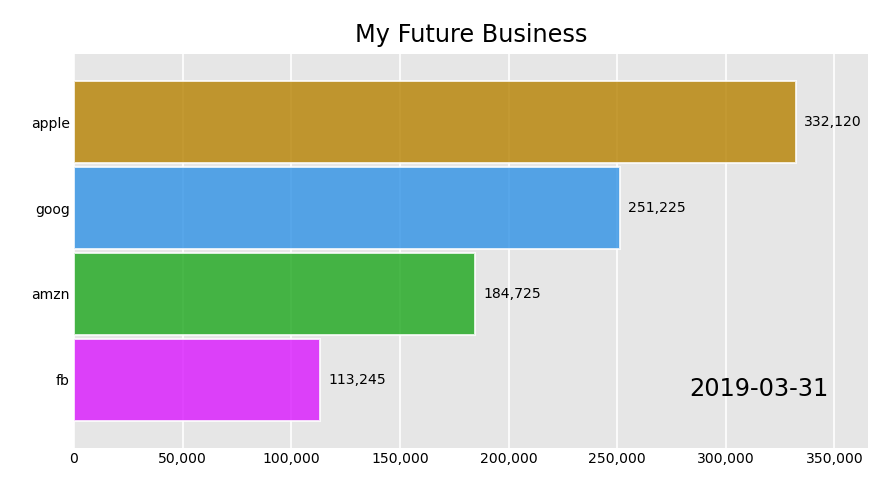 My Future Business
apple 332,120
goog 251,225
amzn 184,725
fb 113,245
2019-03-31
0 50,000 100,000 150,000 200,000 250,000 300,000 350,000